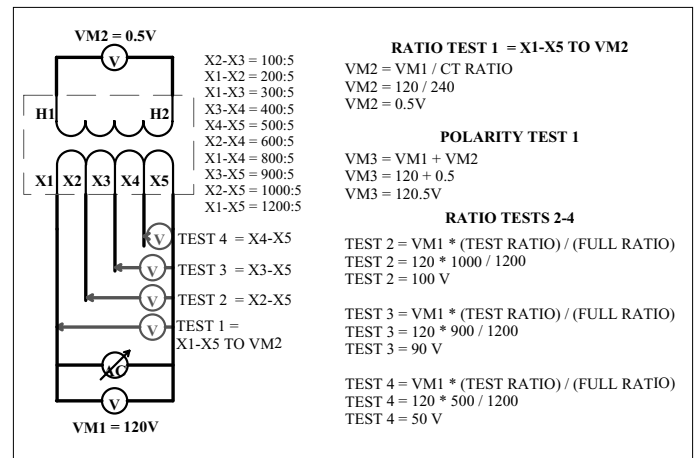 VM2 = 0.5V
V
H1 H2
X1 X2 X3 X4 X5
X2-X3 = 100:5
X1-X2 = 200:5
X1-X3 = 300:5
X3-X4 = 400:5
X4-X5 = 500:5
X2-X4 = 600:5
X1-X4 = 800:5
X3-X5 = 900:5
X2-X5 = 1000:5
X1-X5 = 1200:5
V TEST 4 = X4-X5
V TEST 3 = X3-X5
V TEST 2 = X2-X5
V TEST 1 =
X1-X5 TO VM2
AC
V
VM1 = 120V
RATIO TEST 1 = X1-X5 TO VM2
VM2 = VM1 / CT RATIO
VM2 = 120 / 240
VM2 = 0.5V
POLARITY TEST 1
VM3 = VM1 + VM2
VM3 = 120 + 0.5
VM3 = 120.5V
RATIO TESTS 2-4
TEST 2 = VM1 * (TEST RATIO) / (FULL RATIO)
TEST 2 = 120 * 1000 / 1200
TEST 2 = 100 V
TEST 3 = VM1 * (TEST RATIO) / (FULL RATIO)
TEST 3 = 120 * 900 / 1200
TEST 3 = 90 V
TEST 4 = VM1 * (TEST RATIO) / (FULL RATIO)
TEST 4 = 120 * 500 / 1200
TEST 4 = 50 V